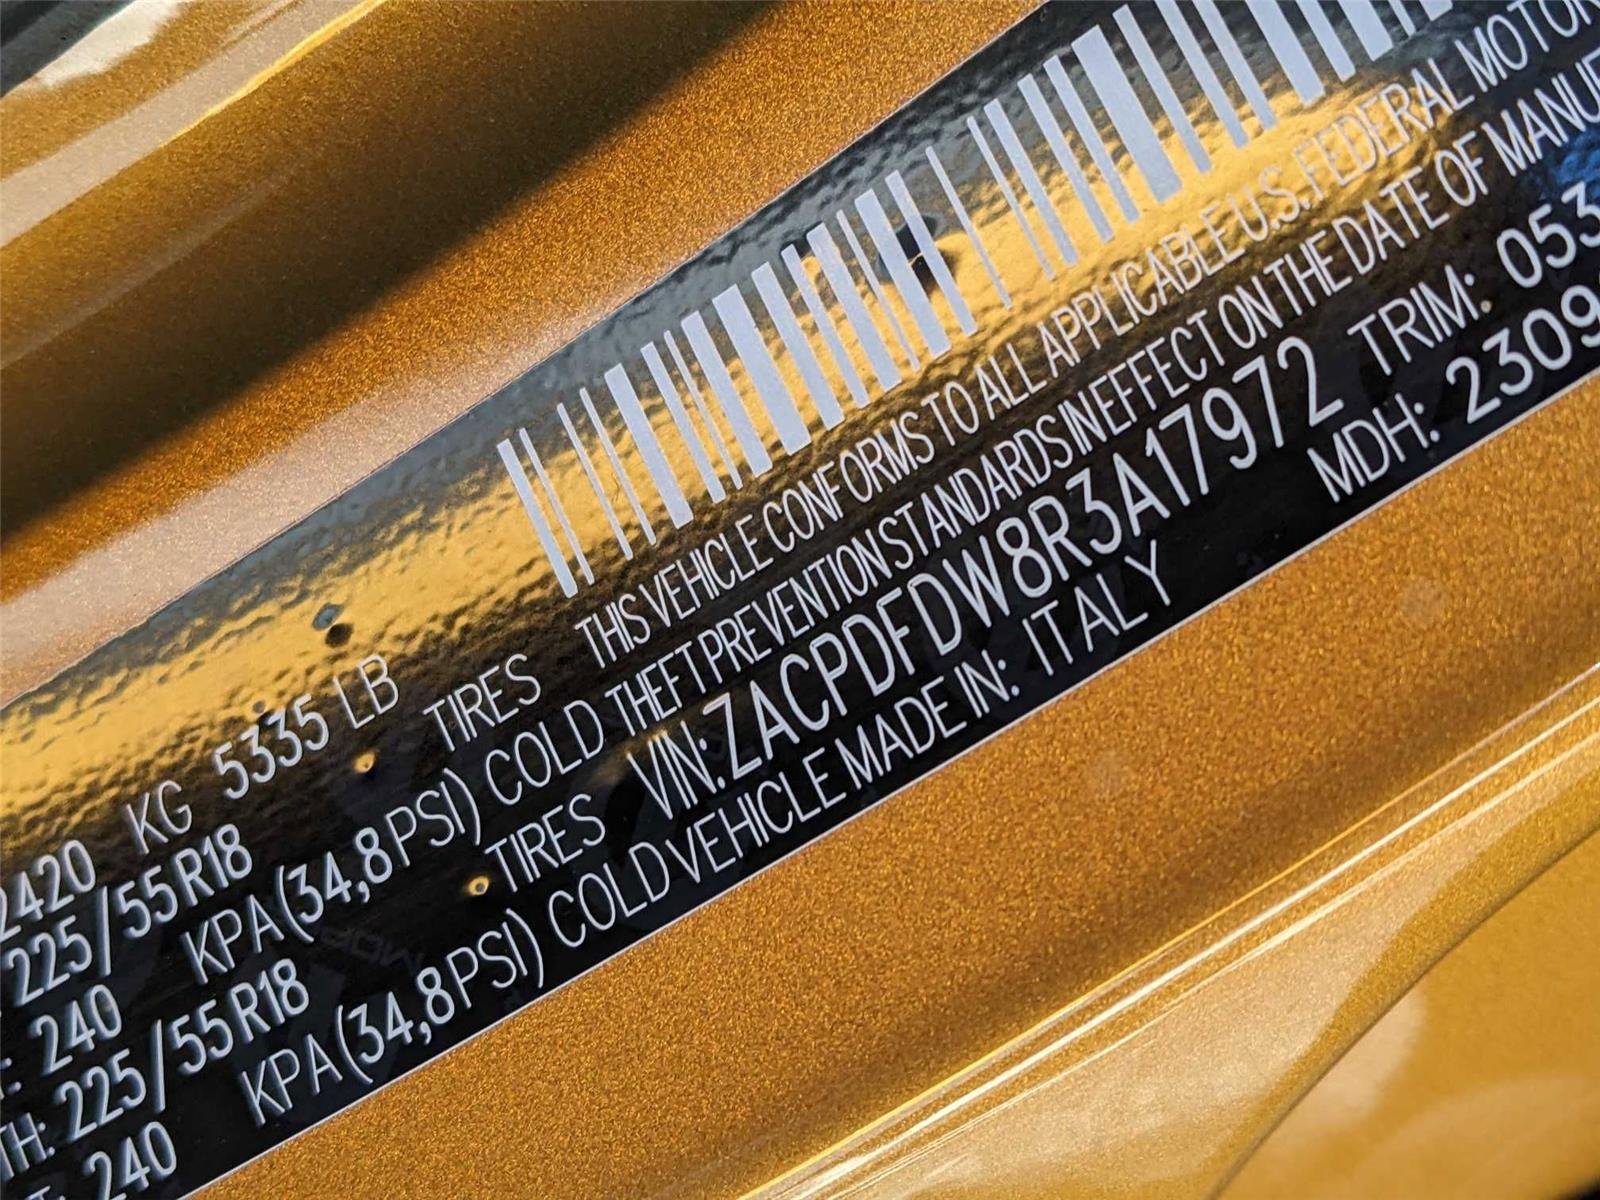 2420 KG 5335 LB
225/55R18 TIRES THIS VEHICLE CONFORMS TO ALL APPLICABLE U.S. FEDERAL MOTOR
240 KPA(34,8PSI) COLD THEFT PREVENTION STANDARDS IN EFFECT ON THE DATE OF MANUF
TH: 225/55R18 TIRES VIN:ZACPDFDW8R3A17972 TRIM: 053
240 KPA(34,8PSI) COLD VEHICLE MADE IN: ITALY MDH: 2309